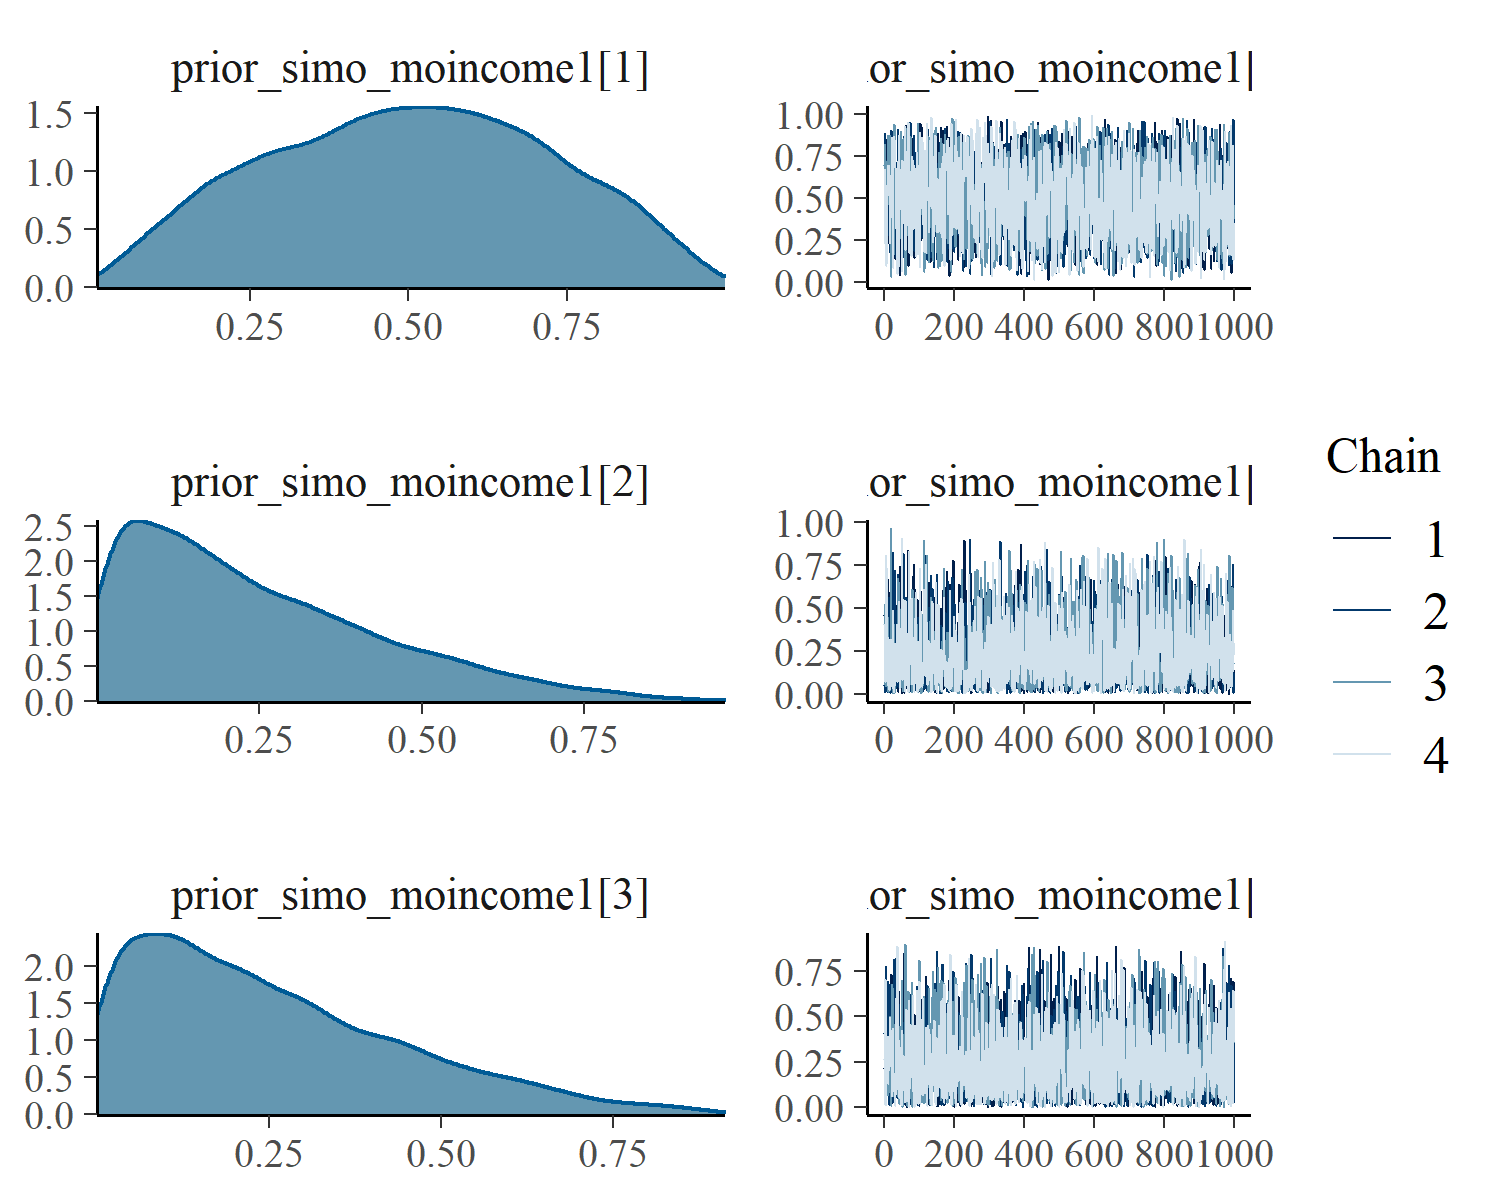 prior_simo_moincome1[1]
or_simo_moincome1[
1.5
1.0
0.5
0.0
0.25 0.50 0.75
1.00
0.75
0.50
0.25
0.00
0 200 400 600 800 1000
prior_simo_moincome1[2]
or_simo_moincome1[
2.5
2.0
1.5
1.0
0.5
0.0
0.25 0.50 0.75
1.00
0.75
0.50
0.25
0.00
0 200 400 600 800 1000
prior_simo_moincome1[3]
or_simo_moincome1[
2.0
1.5
1.0
0.5
0.0
0.25 0.50 0.75
0.75
0.50
0.25
0.00
0 200 400 600 800 1000
Chain
1
2
3
4